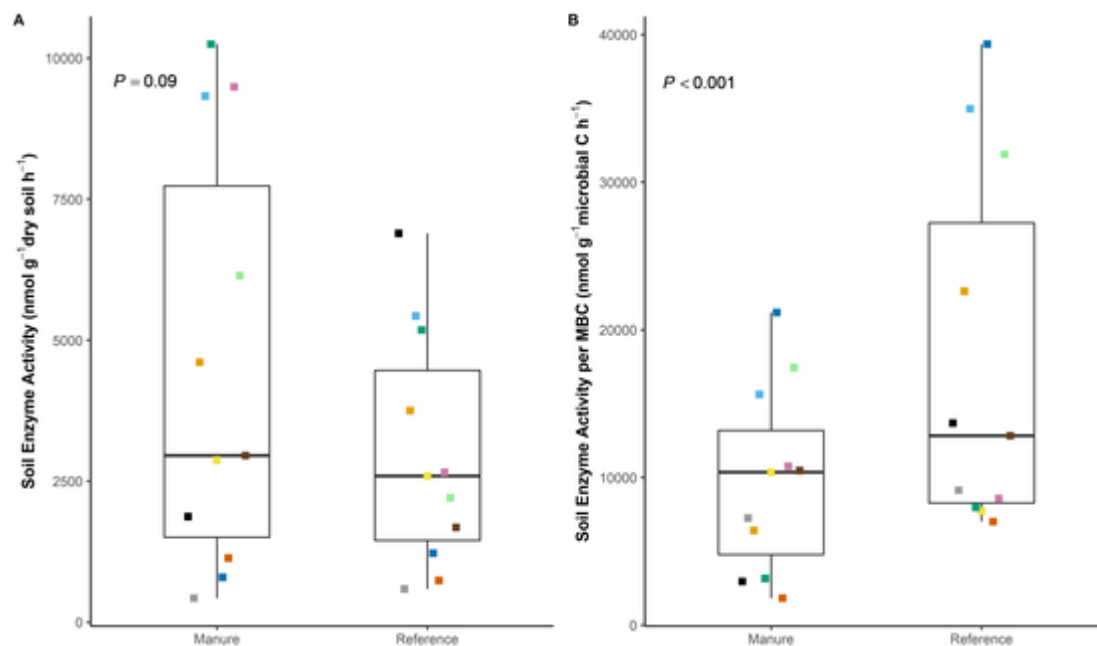 A
Soil Enzyme Activity (nmol g⁻¹dry soil h⁻¹)
10000
7500
5000
2500
0
P = 0.09
Manure
Reference
B
Soil Enzyme Activity per MBC (nmol g⁻¹microbial C h⁻¹)
40000
30000
20000
10000
0
P < 0.001
Manure
Reference